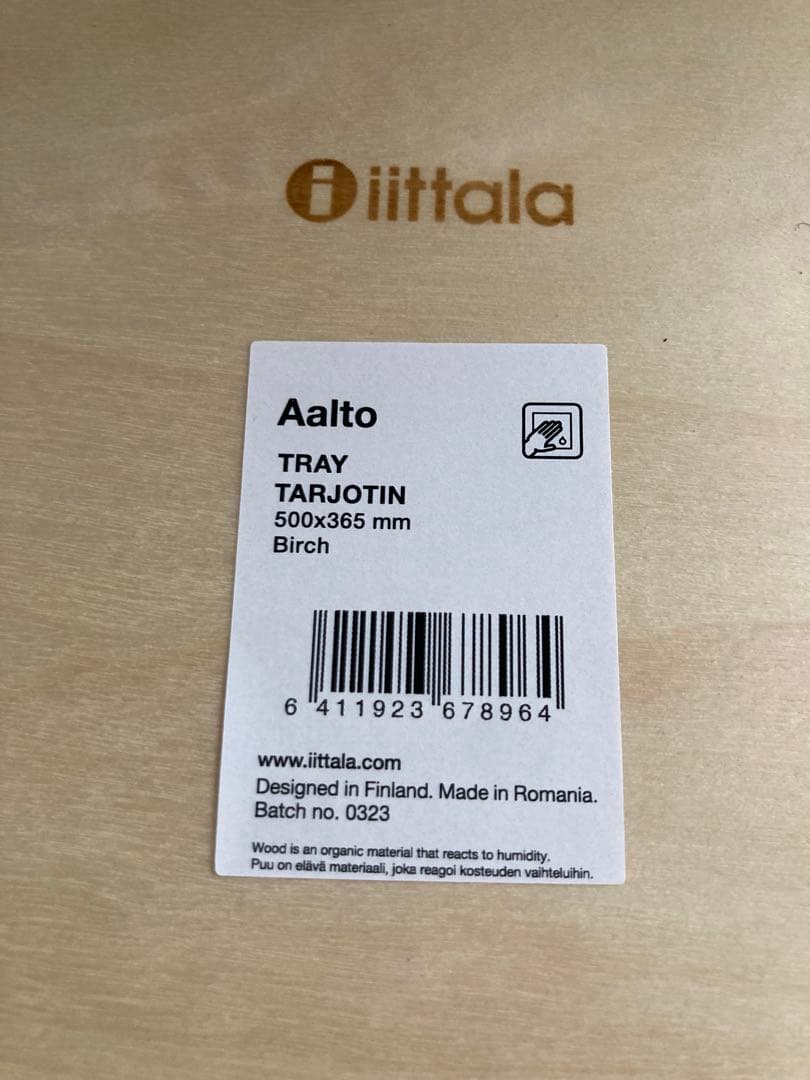 iittala
Aalto
TRAY
TARJOTIN
500x365 mm
Birch
6 411923 678964
www.iittala.com
Designed in Finland. Made in Romania.
Batch no. 0323
Wood is an organic material that reacts to humidity.
Puu on elävä materiaali, joka reagoi kosteuden vaihteluihin.